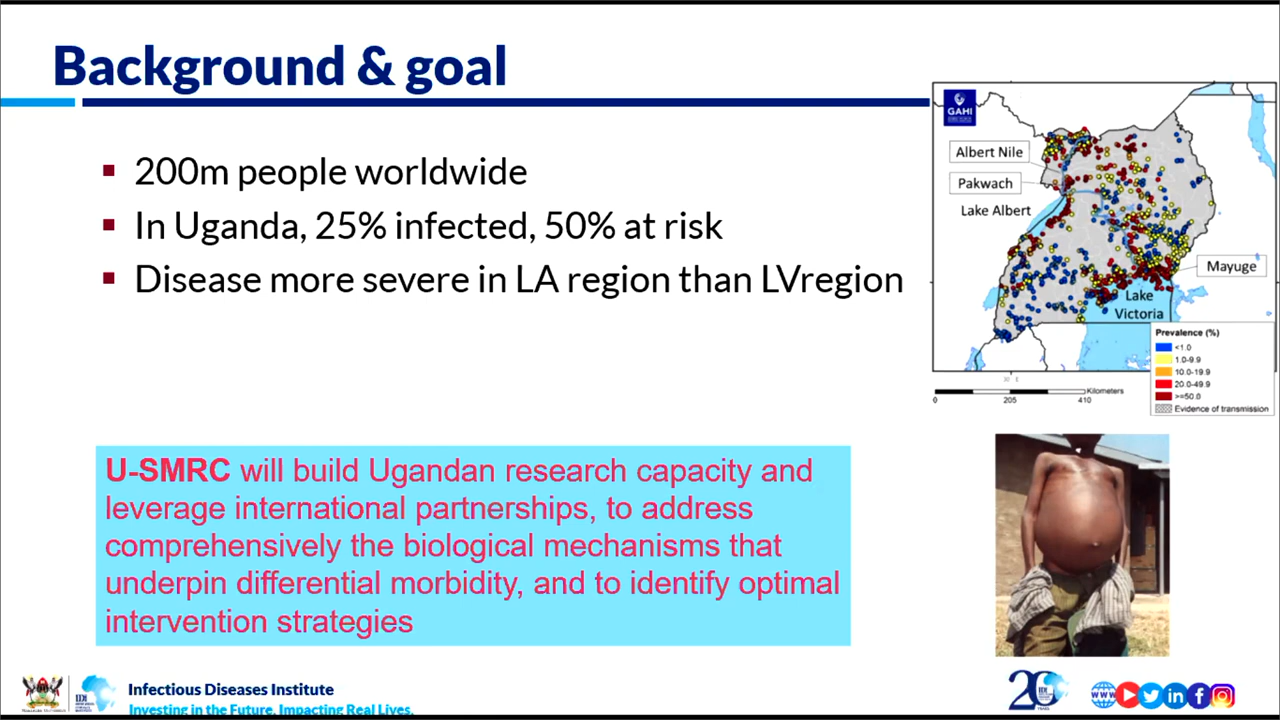 Background & goal
200m people worldwide
In Uganda, 25% infected, 50% at risk
Disease more severe in LA region than LVregion
GAHI
Albert Nile
Pakwach
Lake Albert
Mayuge
Lake
Victoria
Prevalence (%)
<1.0
1.0-9.9
10.0-19.9
20.0-49.9
>=50.0
Evidence of transmission
Kilometers
0 205 410
U-SMRC will build Ugandan research capacity and
leverage international partnerships, to address
comprehensively the biological mechanisms that
underpin differential morbidity, and to identify optimal
intervention strategies
Infectious Diseases Institute
Investing in the Future. Impacting Real Lives.
IDI
20